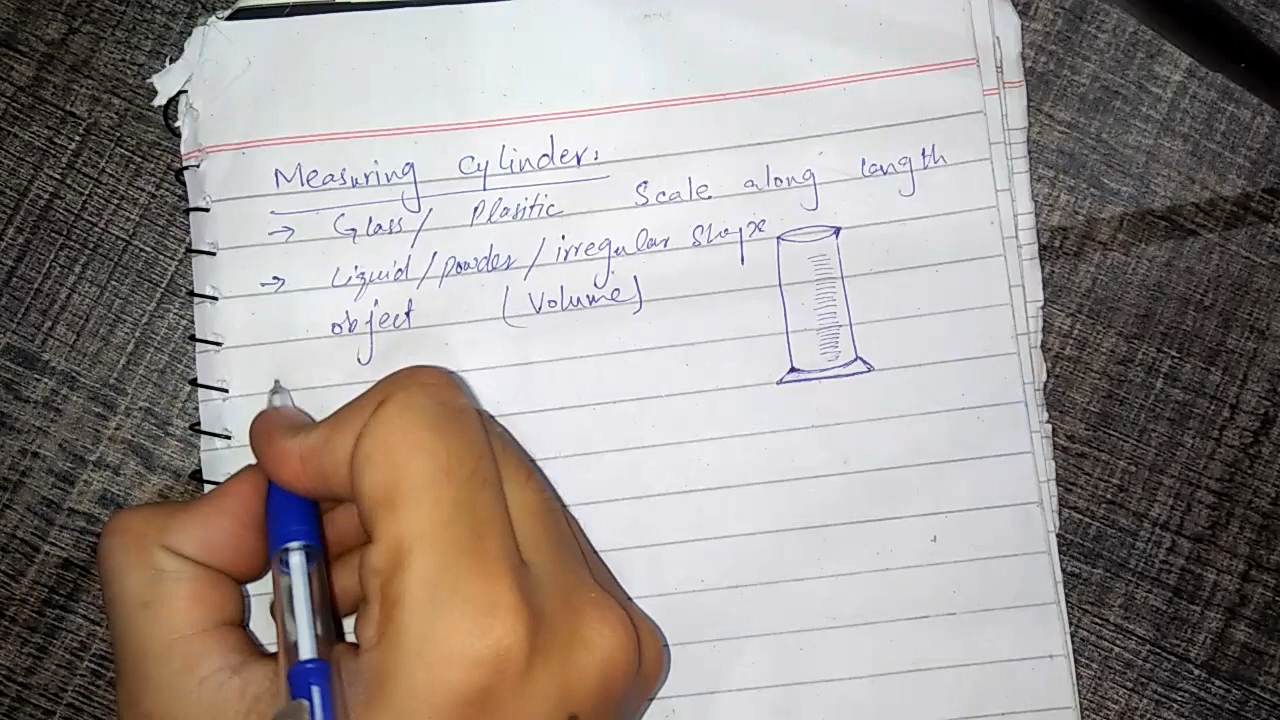 Measuring Cylinder:
→ Glass/ Plasitic Scale along length
→ Liquid/powder/irregular shape
object (Volume)